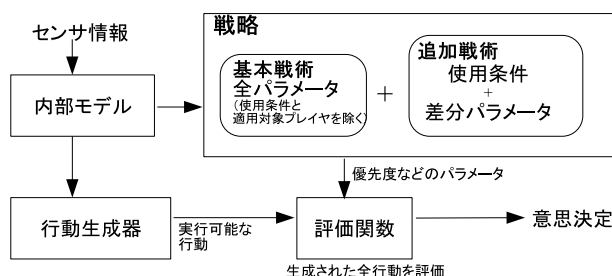 センサ情報
内部モデル
戦略
基本戦術
全パラメータ
(使用条件と
適用対象プレイヤを除く)
+
追加戦術
使用条件
+
差分パラメータ
優先度などのパラメータ
行動生成器
実行可能な
行動
評価関数
意思決定
生成された全行動を評価